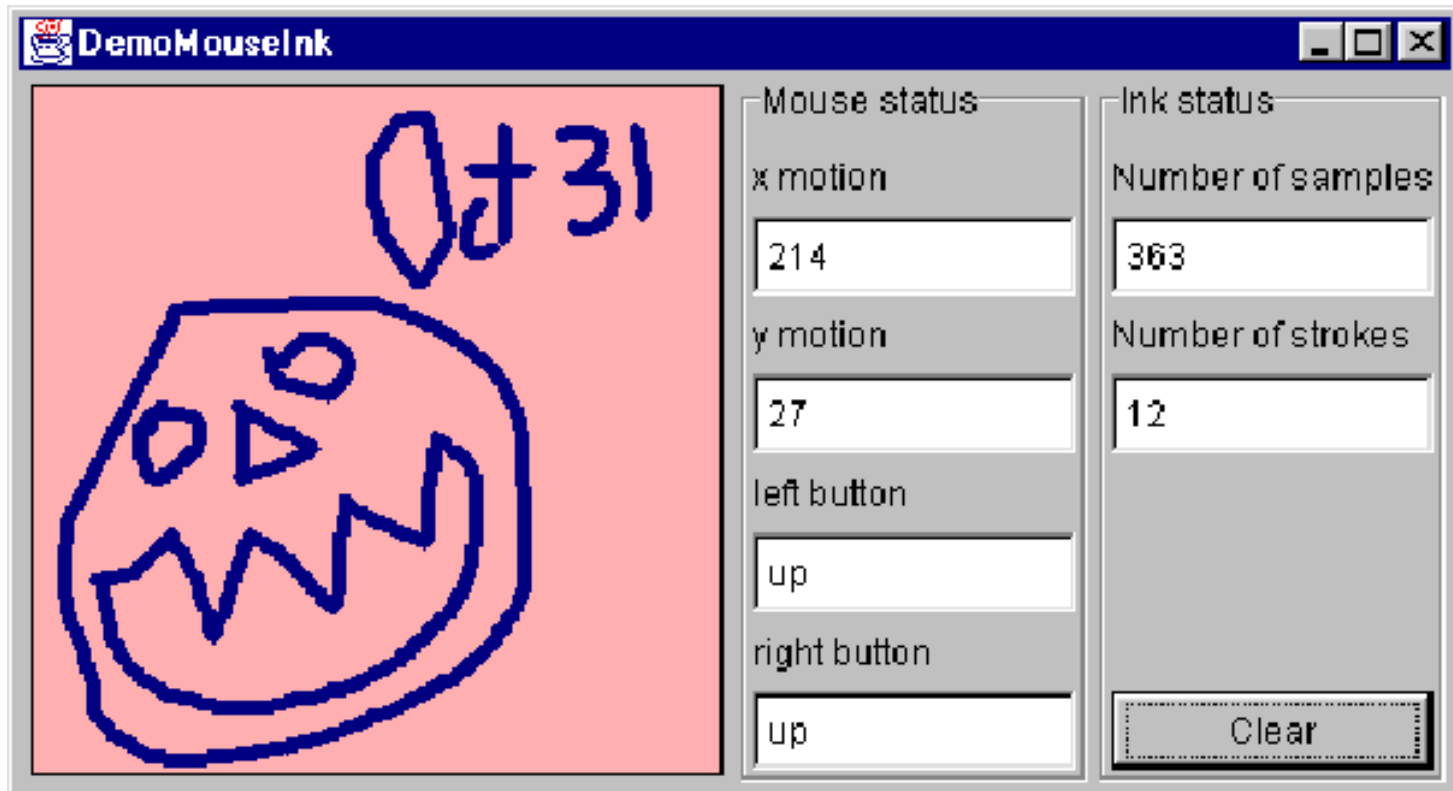 DemoMouseInk
Oct 31
Mouse status
x motion
214
y motion
27
left button
up
right button
up
Ink status
Number of samples
363
Number of strokes
12
Clear